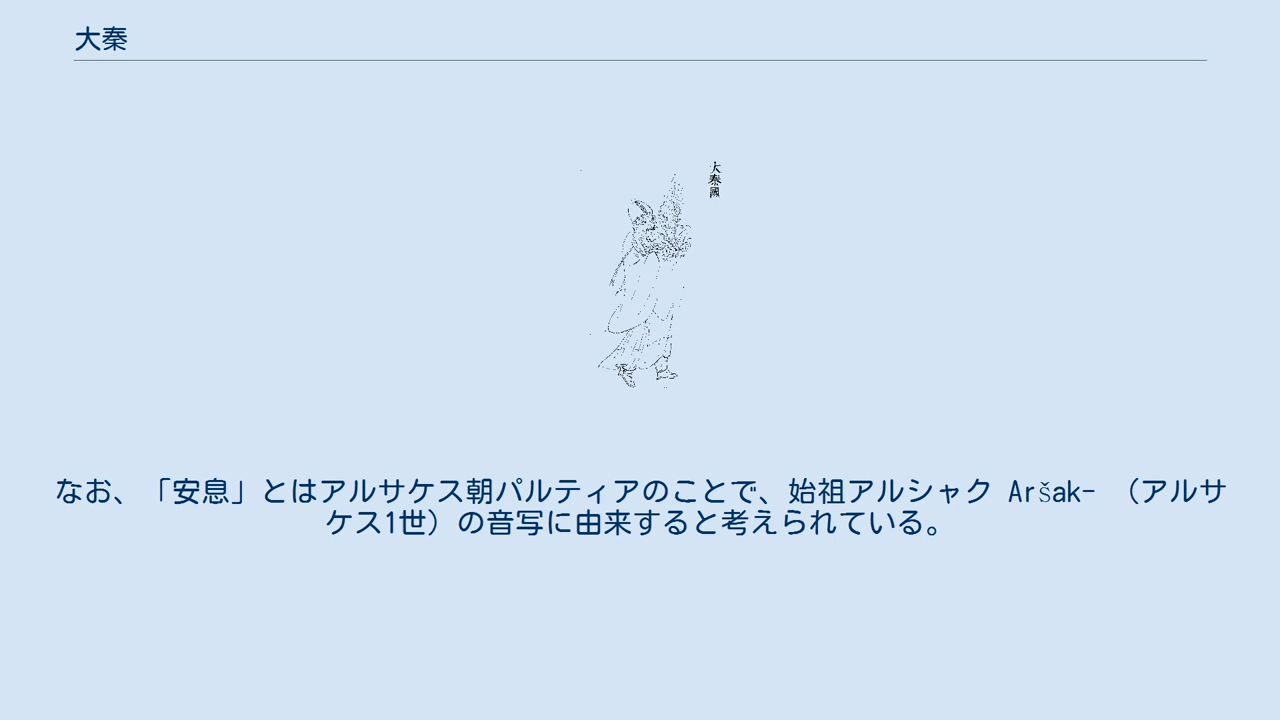 大秦
大秦國
なお、「安息」とはアルサケス朝パルティアのことで、始祖アルシャク Aršak- （アルサ
ケス1世）の音写に由来すると考えられている。